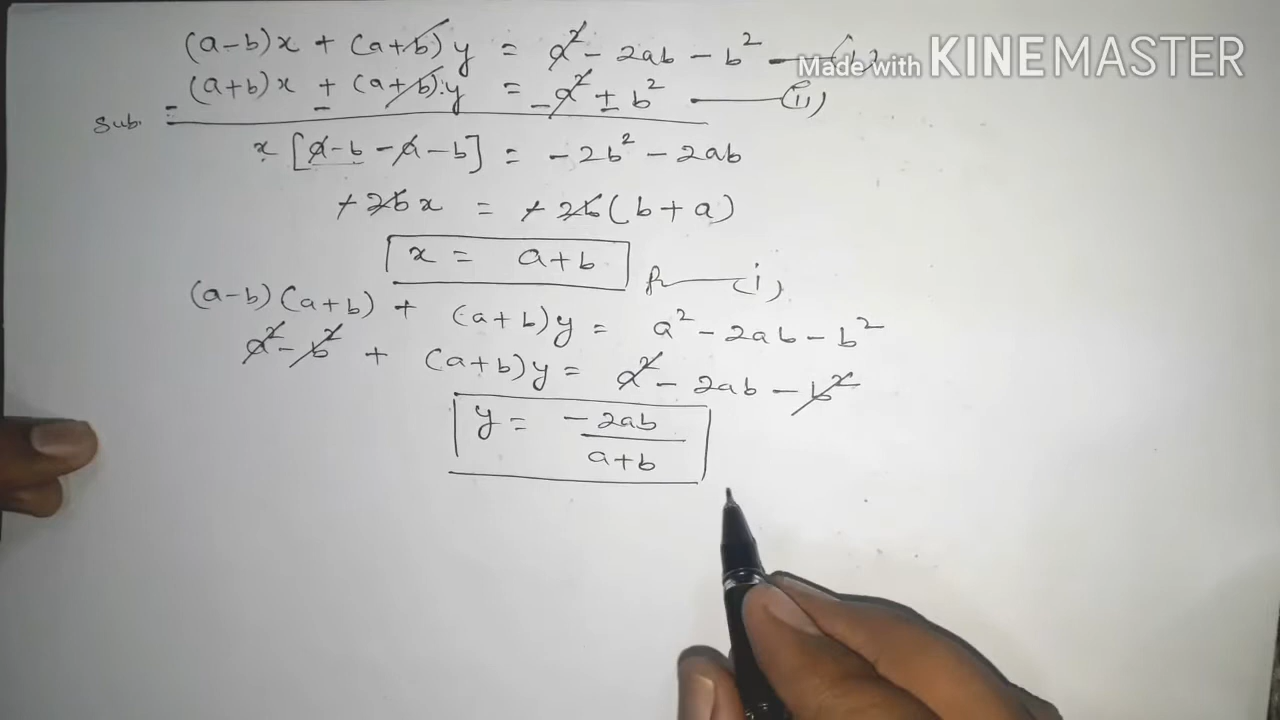 (a-b)x + (a+b)y = a² - 2ab - b² —(i)
Made with KINEMASTER
(a+b)x + (a+b)y = a² + b² —(ii)
- - - -
Sub.
x [a-b-a-b] = -2b² - 2ab
+2bx = +2b(b+a)
x = a+b
fr —(i)
(a-b)(a+b) + (a+b)y = a² - 2ab - b²
a² - b² + (a+b)y = a² - 2ab - b²
y = -2ab
a+b